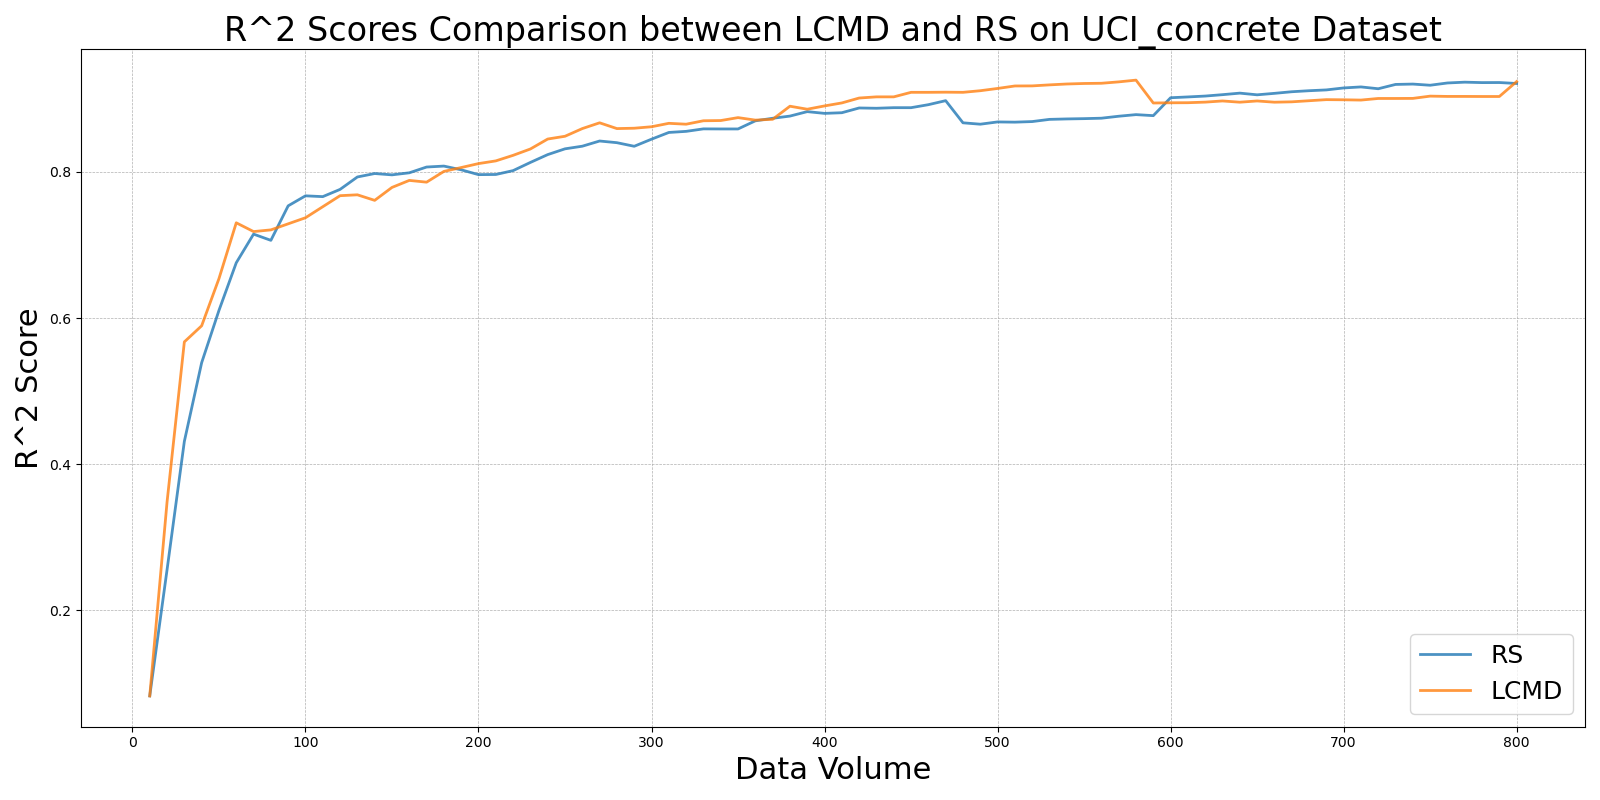 R^2 Scores Comparison between LCMD and RS on UCI_concrete Dataset
R^2 Score
0.8
0.6
0.4
0.2
0 100 200 300 400 500 600 700 800
Data Volume
RS
LCMD